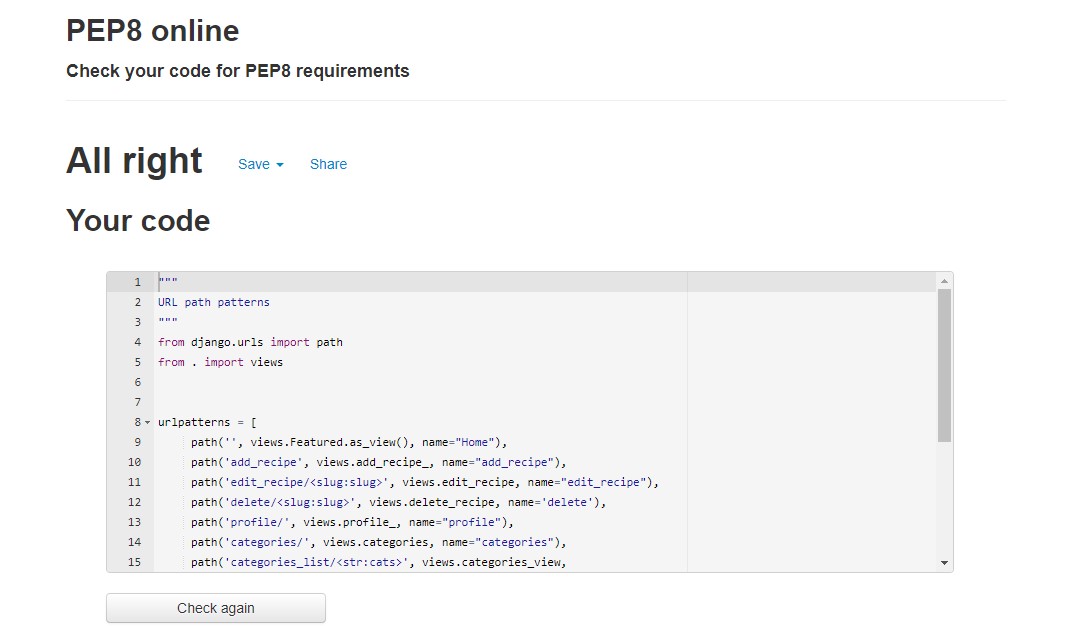 PEP8 online
Check your code for PEP8 requirements
All right Save Share
Your code
1 """
2 URL path patterns
3 """
4 from django.urls import path
5 from . import views
6
7
8 urlpatterns = [
9 path('', views.Featured.as_view(), name="Home"),
10 path('add_recipe', views.add_recipe_, name="add_recipe"),
11 path('edit_recipe/<slug:slug>', views.edit_recipe, name="edit_recipe"),
12 path('delete/<slug:slug>', views.delete_recipe, name='delete'),
13 path('profile/', views.profile_, name="profile"),
14 path('categories/', views.categories, name="categories"),
15 path('categories_list/<str:cats>', views.categories_view,
Check again